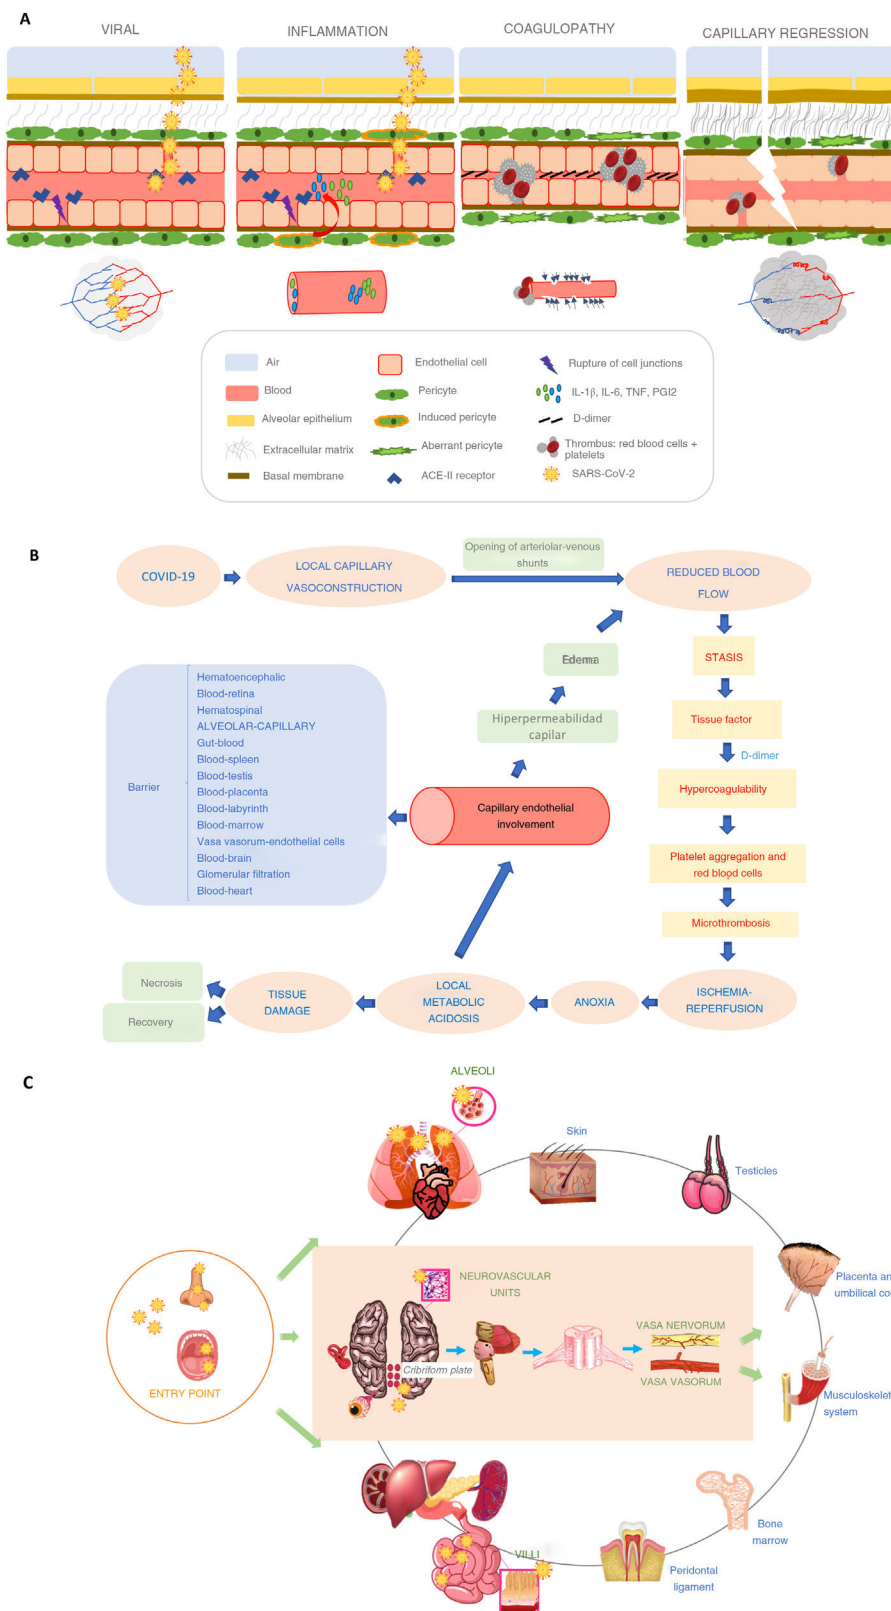 A
VIRAL
INFLAMMATION
COAGULOPATHY
CAPILLARY REGRESSION
Air
Endothelial cell
Rupture of cell junctions
Blood
Pericyte
IL-1β, IL-6, TNF, PGI2
Alveolar epithelium
Induced pericyte
D-dimer
Extracellular matrix
Aberrant pericyte
Thrombus: red blood cells +
platelets
Basal membrane
ACE-II receptor
SARS-CoV-2
B
COVID-19
LOCAL CAPILLARY
VASOCONSTRUCTION
Opening of arteriolar-venous
shunts
REDUCED BLOOD
FLOW
Edema
STASIS
Hiperpermeabilidad
capilar
Tissue factor
D-dimer
Barrier
Hematoencephalic
Blood-retina
Hematospinal
ALVEOLAR-CAPILLARY
Gut-blood
Blood-spleen
Blood-testis
Blood-placenta
Blood-labyrinth
Blood-marrow
Vasa vasorum-endothelial cells
Blood-brain
Glomerular filtration
Blood-heart
Capillary endothelial
involvement
Hypercoagulability
Platelet aggregation and
red blood cells
Microthrombosis
Necrosis
Recovery
TISSUE
DAMAGE
LOCAL
METABOLIC
ACIDOSIS
ANOXIA
ISCHEMIA-
REPERFUSION
C
ALVEOLI
Skin
Testicles
NEUROVASCULAR
UNITS
Placenta an
umbilical co
VASA NERVORUM
Cribriform plate
VASA VASORUM
ENTRY POINT
Musculoskelet
system
Bone
marrow
VILLI
Peridontal
ligament